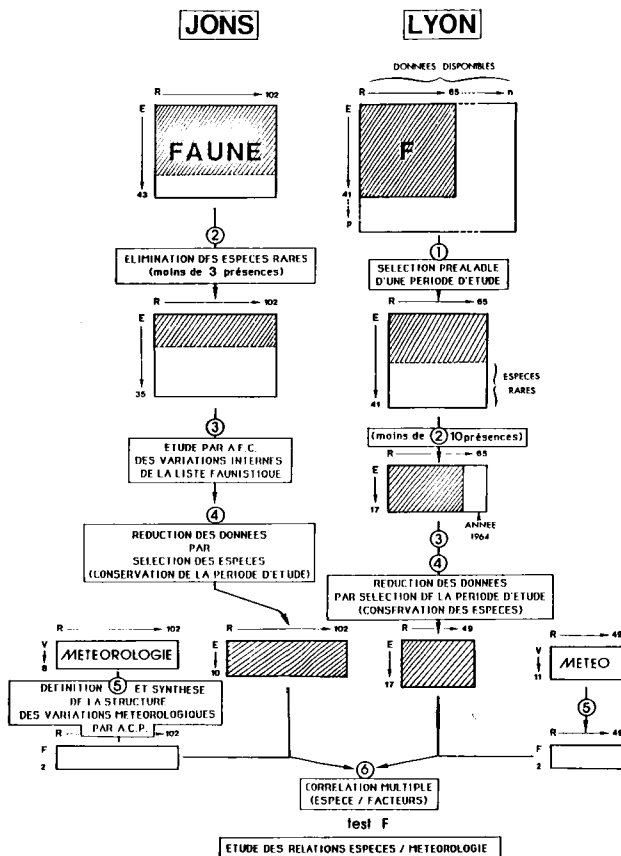 JONS
LYON
DONNEES DISPONIBLES
R 102
R 65 n
E
E
FAUNE
F
43
41
p
②
①
ELIMINATION DES ESPECES RARES
(moins de 3 présences)
SELECTION PREALABLE
D'UNE PERIODE D'ETUDE
R 102
R 65
E
E
ESPECES
RARES
35
41
③
(moins de ② 10 présences)
ETUDE PAR A.F.C.
DES VARIATIONS INTERNES
DE LA LISTE FAUNISTIQUE
R 65
E
17
ANNEE
1964
④
③
④
REDUCTION DES DONNEES
PAR
SELECTION DES ESPECES
(CONSERVATION DE LA PERIODE D'ETUDE)
REDUCTION DES DONNEES
PAR SELECTION DE LA PERIODE D'ETUDE
(CONSERVATION DES ESPECES)
R 102
R 102
R 49
R 49
V
8
METEOROLOGIE
E
10
E
17
V
11
METEO
DEFINITION ⑤ ET SYNTHESE
DE LA STRUCTURE
DES VARIATIONS METEOROLOGIQUES
PAR A.C.P.
⑤
R 102
R 49
F
2
F
2
⑥
CORRELATION MULTIPLE
(ESPECE / FACTEURS)
test F
ETUDE DES RELATIONS ESPECES / METEOROLOGIE